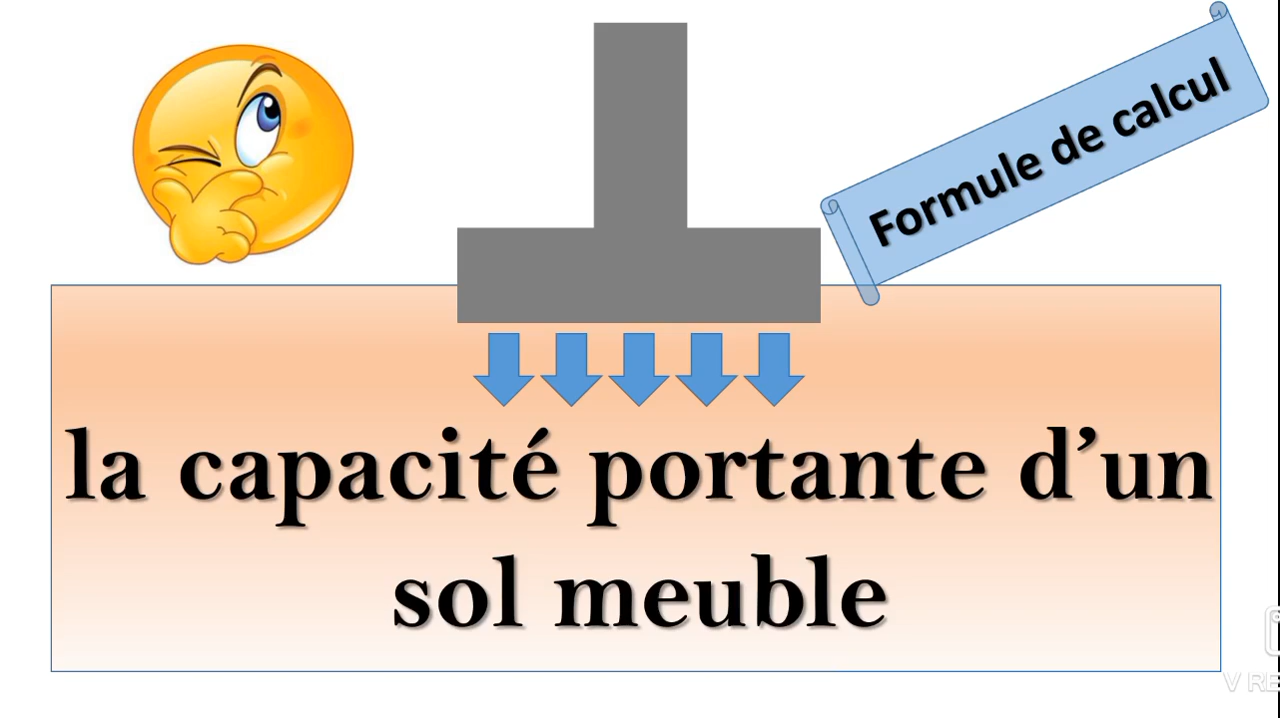 Formule de calcul
la capacité portante d’un
sol meuble